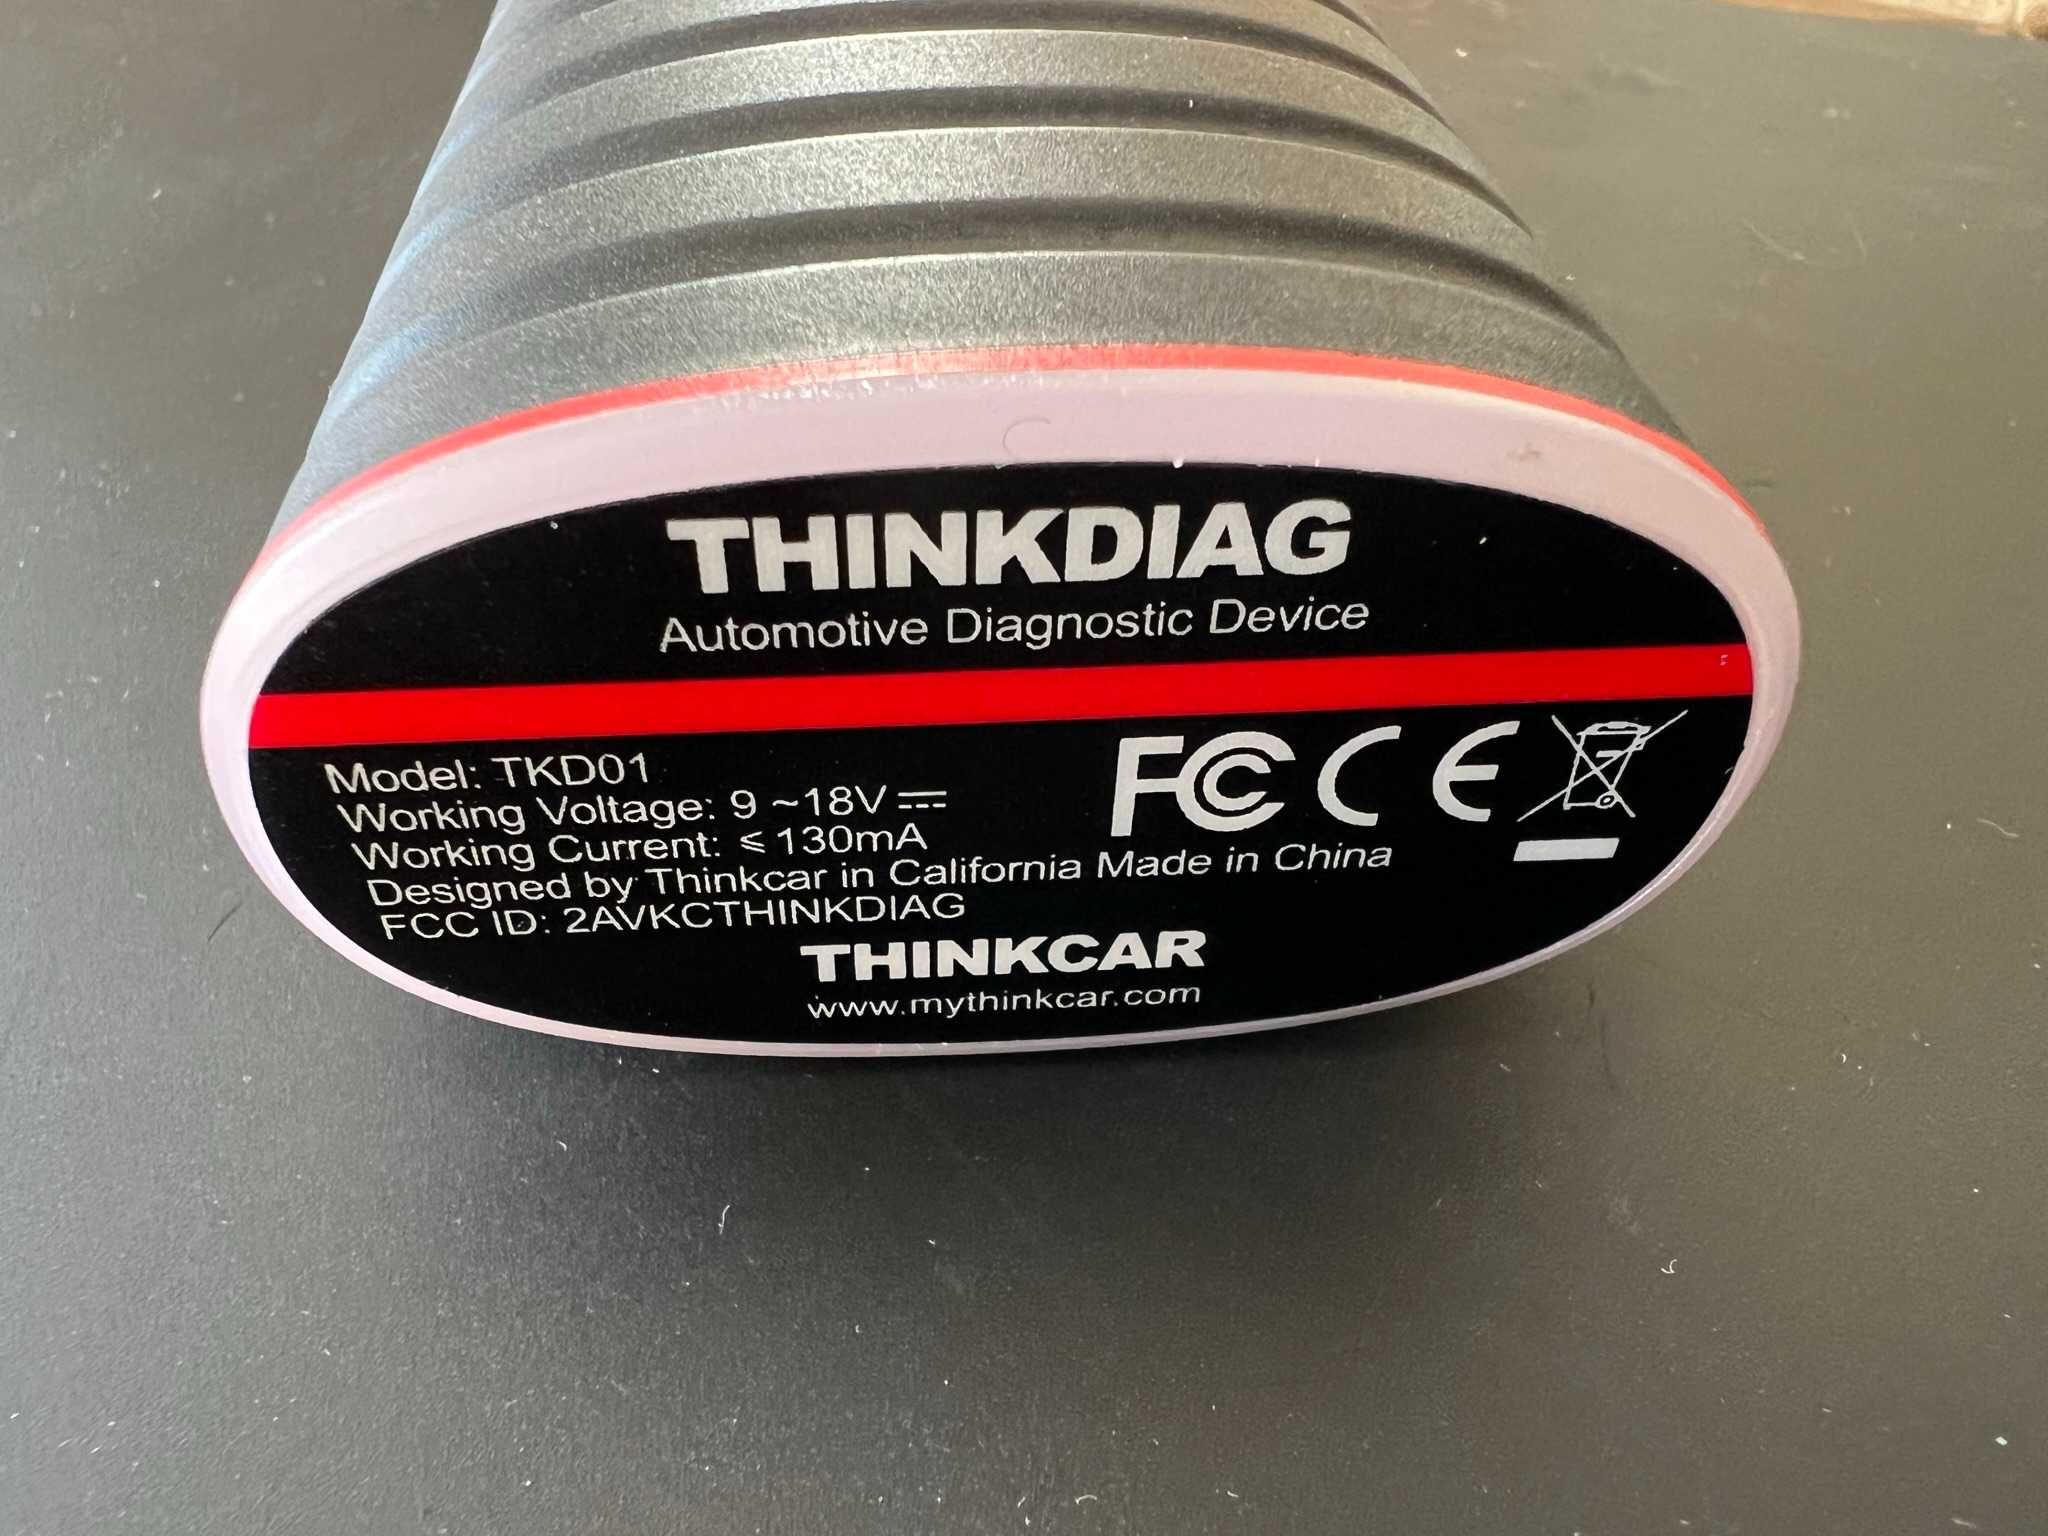 THINKDIAG
Automotive Diagnostic Device
Model: TKD01
Working Voltage: 9 ~18V⎓
Working Current: ⩽130mA
Designed by Thinkcar in California Made in China
FCC ID: 2AVKCTHINKDIAG
FC CE
THINKCAR
www.mythinkcar.com